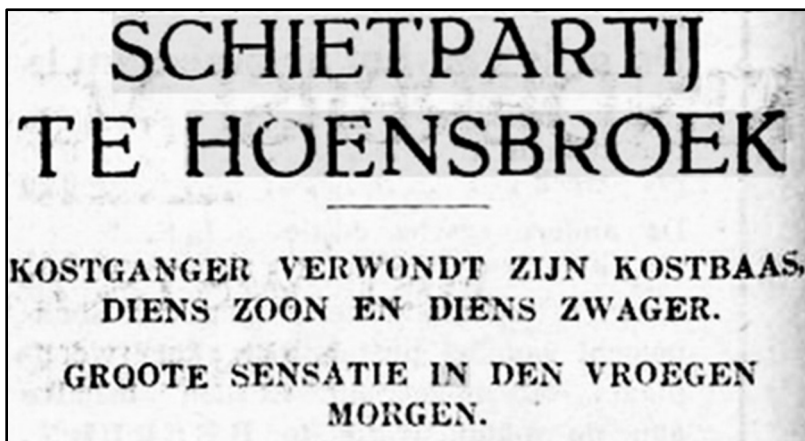 SCHIETPARTIJ
TE HOENSBROEK
KOSTGANGER VERWONDT ZIJN KOSTBAAS,
DIENS ZOON EN DIENS ZWAGER.
GROOTE SENSATIE IN DEN VROEGEN
MORGEN.